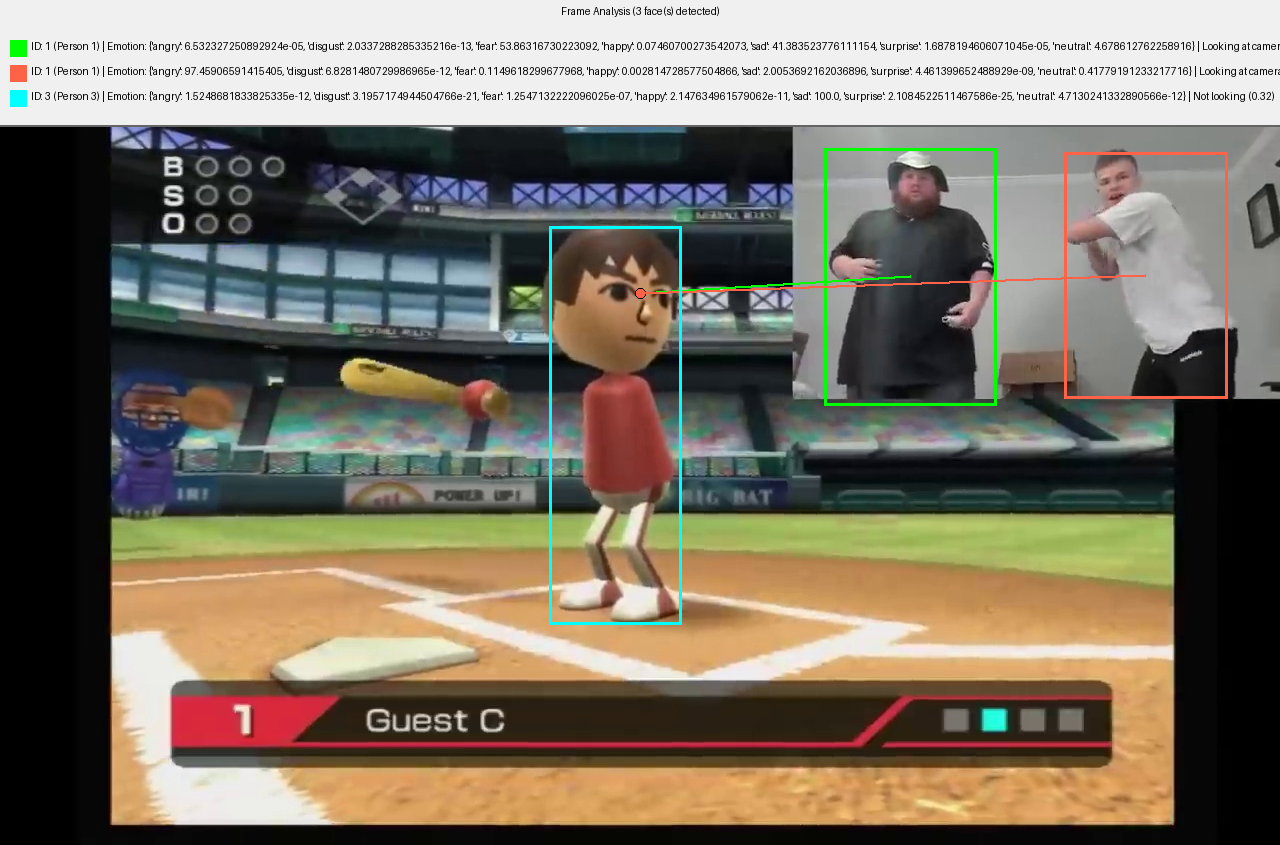 Frame Analysis (3 face(s) detected)
ID: 1 (Person 1) | Emotion: {'angry': 6.532327250892924e-05, 'disgust': 2.0337288285335216e-13, 'fear': 53.86316730223092, 'happy': 0.07460700273542073, 'sad': 41.383523776111154, 'surprise': 1.6878194606071045e-05, 'neutral': 4.678612762258916} | Looking at camer
ID: 1 (Person 1) | Emotion: {'angry': 97.45906591415405, 'disgust': 6.8281480729986965e-12, 'fear': 0.1149618299677968, 'happy': 0.002814728577504866, 'sad': 2.0053692162036896, 'surprise': 4.461399652488929e-09, 'neutral': 0.41779191233217716} | Looking at camera
ID: 3 (Person 3) | Emotion: {'angry': 1.5248681833825335e-12, 'disgust': 3.1957174944504766e-21, 'fear': 1.2547132222096025e-07, 'happy': 2.147634961579062e-11, 'sad': 100.0, 'surprise': 2.1084522511467586e-25, 'neutral': 4.7130241332890566e-12} | Not looking (0.32)
B
S
O
POWER UP!
BIG BAT
1 Guest C